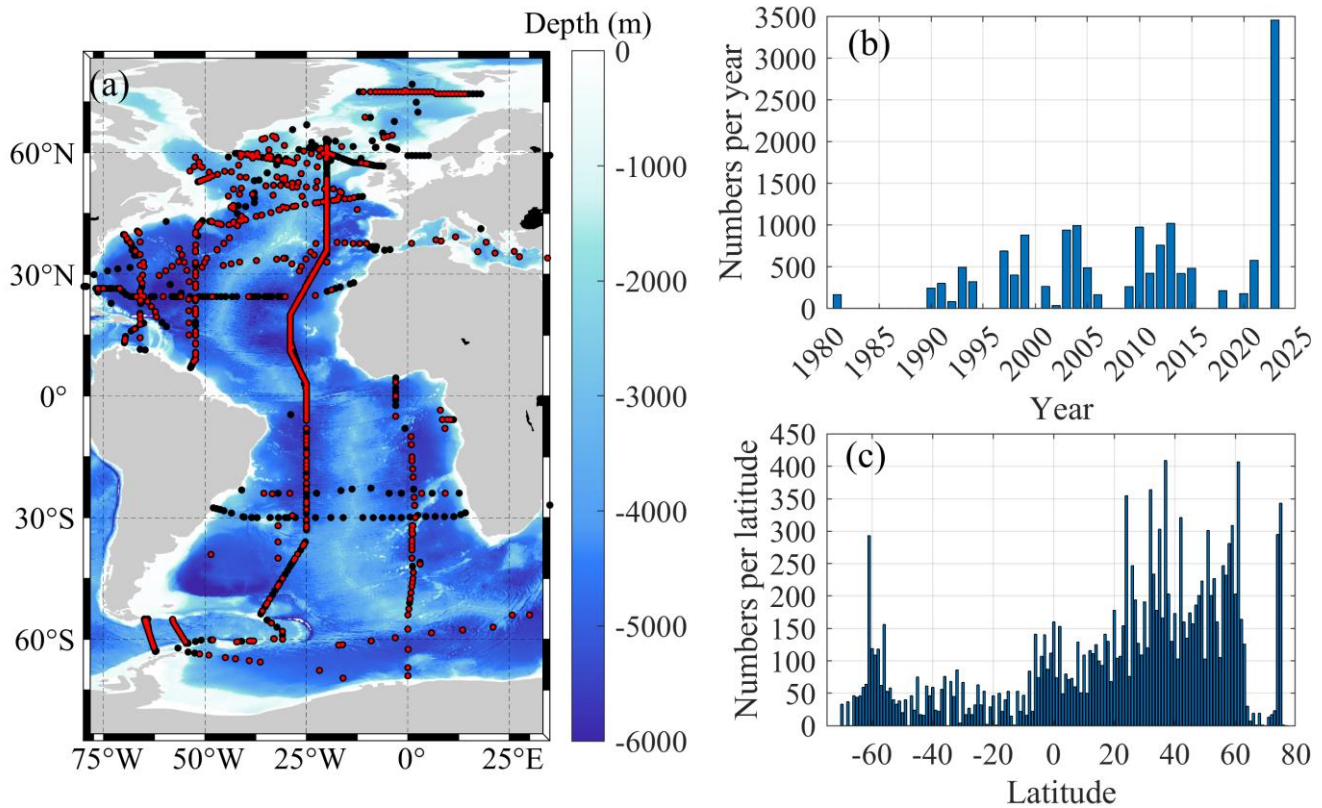 Depth (m)
(a)
60°N
30°N
0°
30°S
60°S
75°W 50°W 25°W 0° 25°E
0
-1000
-2000
-3000
-4000
-5000
-6000
(b)
Numbers per year
3500
3000
2500
2000
1500
1000
500
0
1980 1985 1990 1995 2000 2005 2010 2015 2020 2025
Year
(c)
Numbers per latitude
450
400
350
300
250
200
150
100
50
0
-60 -40 -20 0 20 40 60 80
Latitude